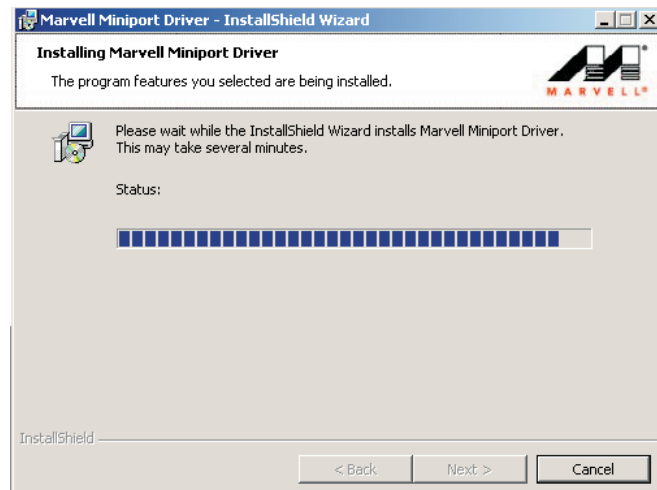 Marvell Miniport Driver - InstallShield Wizard
Installing Marvell Miniport Driver
The program features you selected are being installed.
MARVELL®
Please wait while the InstallShield Wizard installs Marvell Miniport Driver.
This may take several minutes.
Status:
InstallShield
< Back
Next >
Cancel